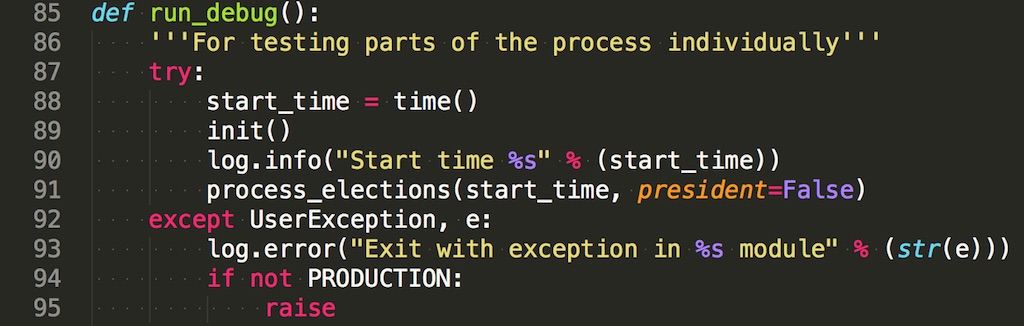 85 def run_debug():
86     '''For testing parts of the process individually'''
87     try:
88         start_time = time()
89         init()
90         log.info("Start time %s" % (start_time))
91         process_elections(start_time, president=False)
92     except UserException, e:
93         log.error("Exit with exception in %s module" % (str(e)))
94         if not PRODUCTION:
95             raise